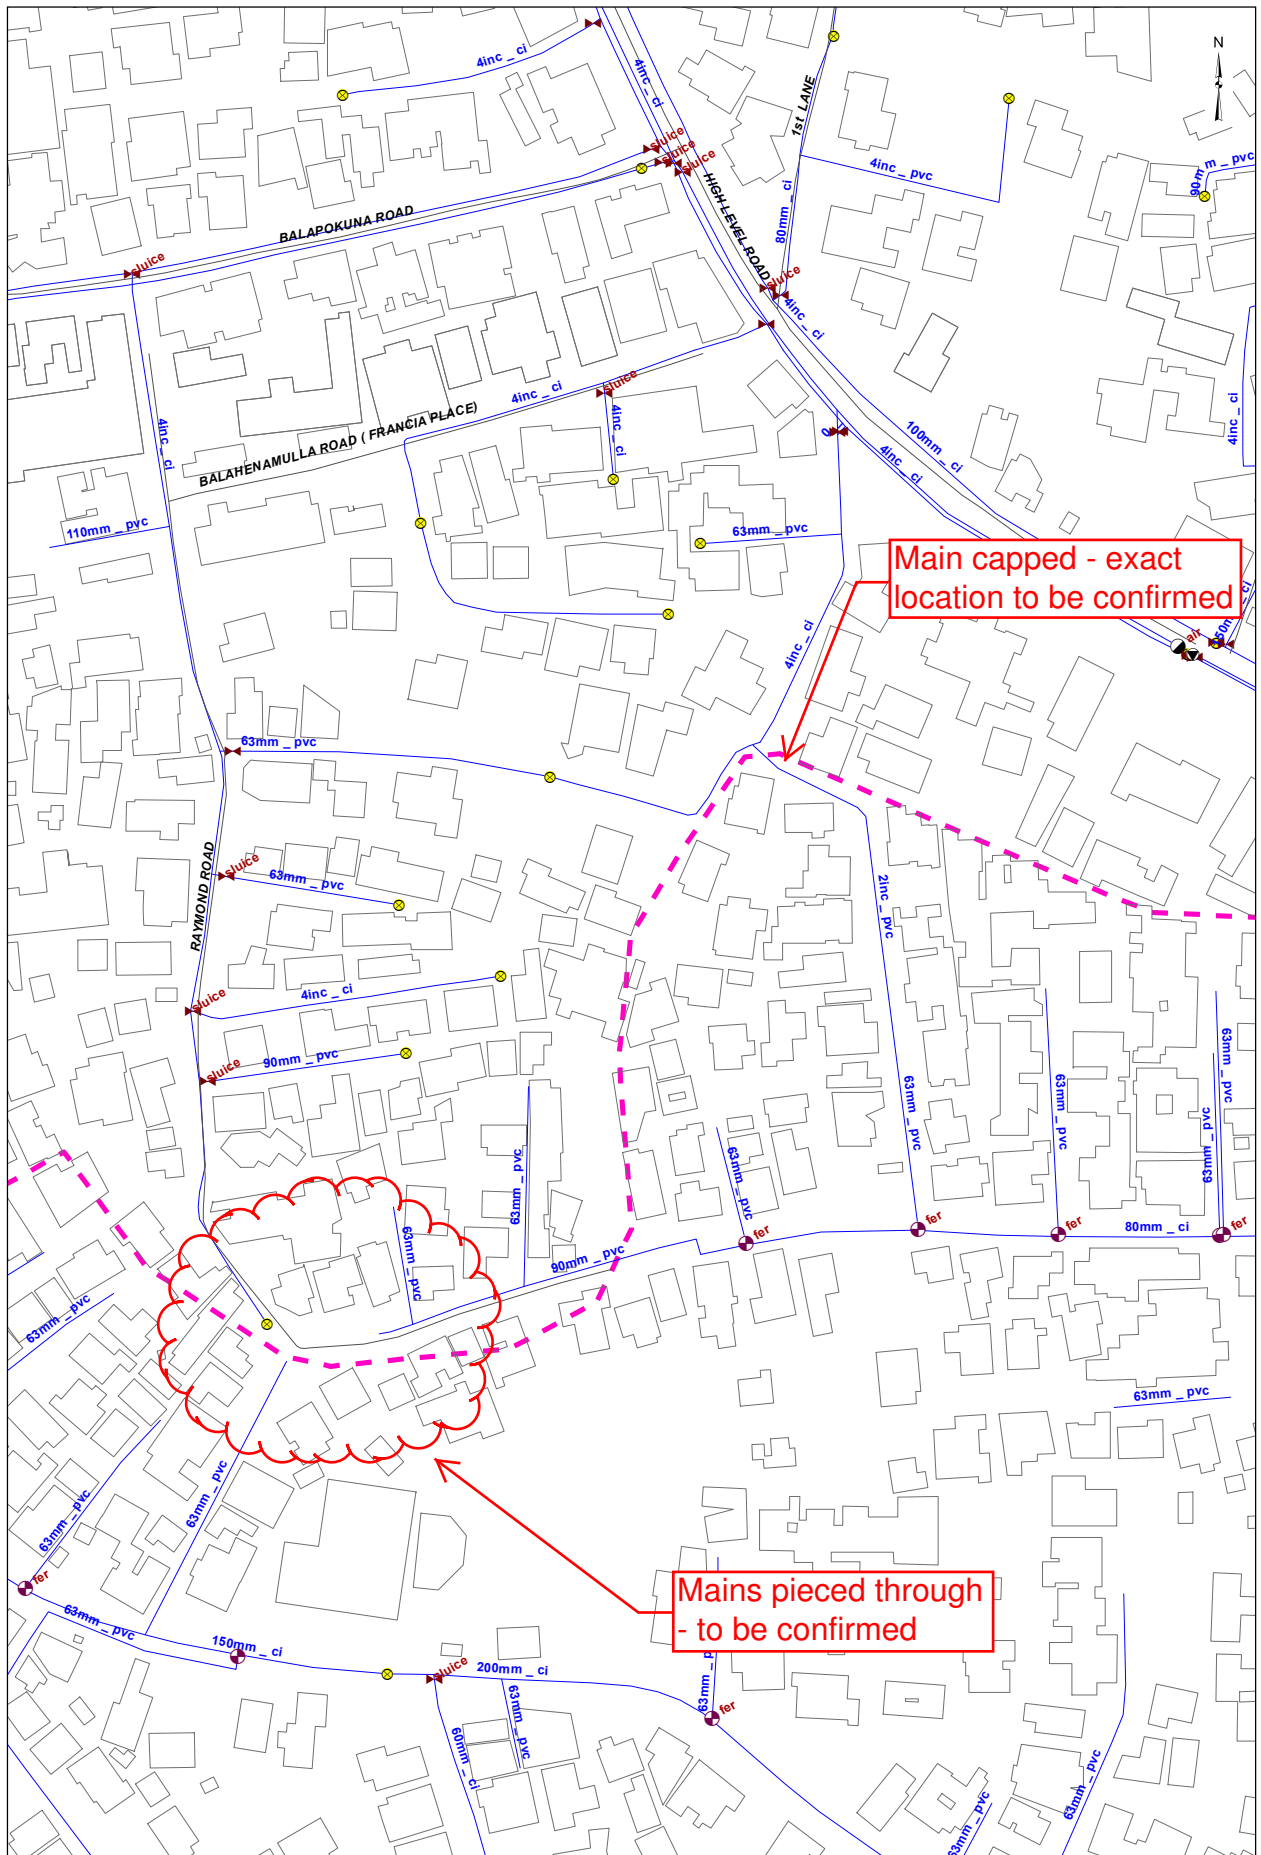 4inc _ ci
4inc _ ci
N
1st LANE
sluice
sluice
sluice
4inc _ pvc
90m
m _ pvc
HIGH LEVEL ROAD
80mm _ ci
BALAPOKUNA ROAD
sluice
sluice
4inc _ ci
4inc _ ci
sluice
4inc _ ci
BALAHENAMULLA ROAD ( FRANCIA PLACE)
4inc _ ci
4inc _ ci
100mm _ ci
4inc _ ci
4inc _ ci
110mm _ pvc
63mm _ pvc
Main capped - exact
location to be confirmed
air
4inc _ ci
63mm _ pvc
RAYMOND ROAD
sluice
63mm _ pvc
2inc _ pvc
sluice
4inc _ ci
sluice
90mm _ pvc
63mm _ pvc
63mm _ pvc
63mm _ pvc
63mm _ pvc
63mm _ pvc
63mm _ pvc
63mm _ pvc
fer
fer
fer
fer
80mm _ ci
63mm _ pvc
90mm _ pvc
63mm _ pvc
63mm _ pvc
63mm _ pvc
63mm _ pvc
fer
Mains pieced through
- to be confirmed
63mm _ pvc
150mm _ ci
sluice
200mm _ ci
63mm _ p
fer
63mm _ pvc
60mm _ ci
63mm _ pvc
63mm _ pvc